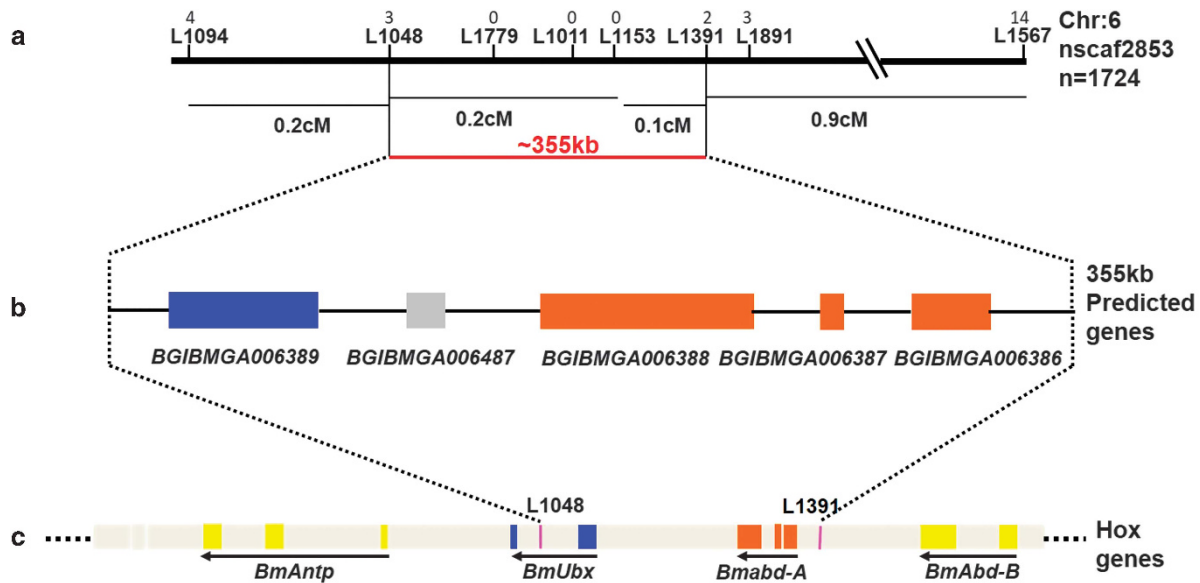 a
4 3 0 0 0 2 3 14
L1094 L1048 L1779 L1011 L1153 L1391 L1891 L1567
Chr:6
nscaf2853
n=1724
0.2cM 0.2cM 0.1cM 0.9cM
~355kb
b
355kb
Predicted
genes
BGIBMGA006389 BGIBMGA006487 BGIBMGA006388 BGIBMGA006387 BGIBMGA006386
L1048 L1391
c
Hox
genes
BmAntp BmUbx Bmabd-A BmAbd-B